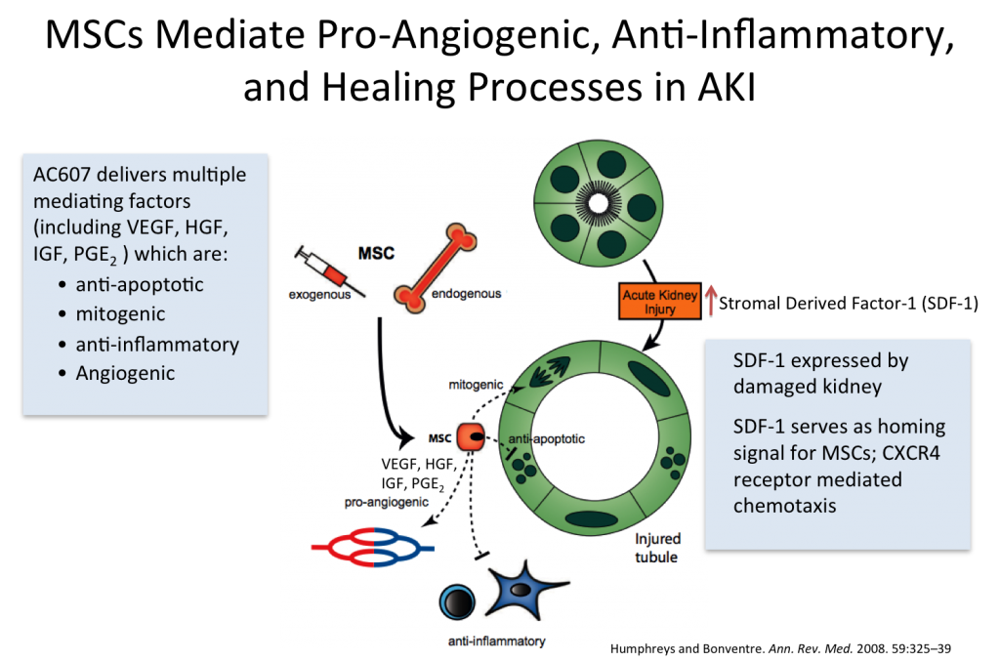 MSCs Mediate Pro-Angiogenic, Anti-Inflammatory,
and Healing Processes in AKI
AC607 delivers multiple
mediating factors
(including VEGF, HGF,
IGF, PGE₂ ) which are:
• anti-apoptotic
• mitogenic
• anti-inflammatory
• Angiogenic
MSC
exogenous
endogenous
Acute Kidney
Injury
Stromal Derived Factor-1 (SDF-1)
SDF-1 expressed by
damaged kidney
SDF-1 serves as homing
signal for MSCs; CXCR4
receptor mediated
chemotaxis
mitogenic
MSC
anti-apoptotic
VEGF, HGF,
IGF, PGE₂
pro-angiogenic
Injured
tubule
anti-inflammatory
Humphreys and Bonventre. Ann. Rev. Med. 2008. 59:325–39